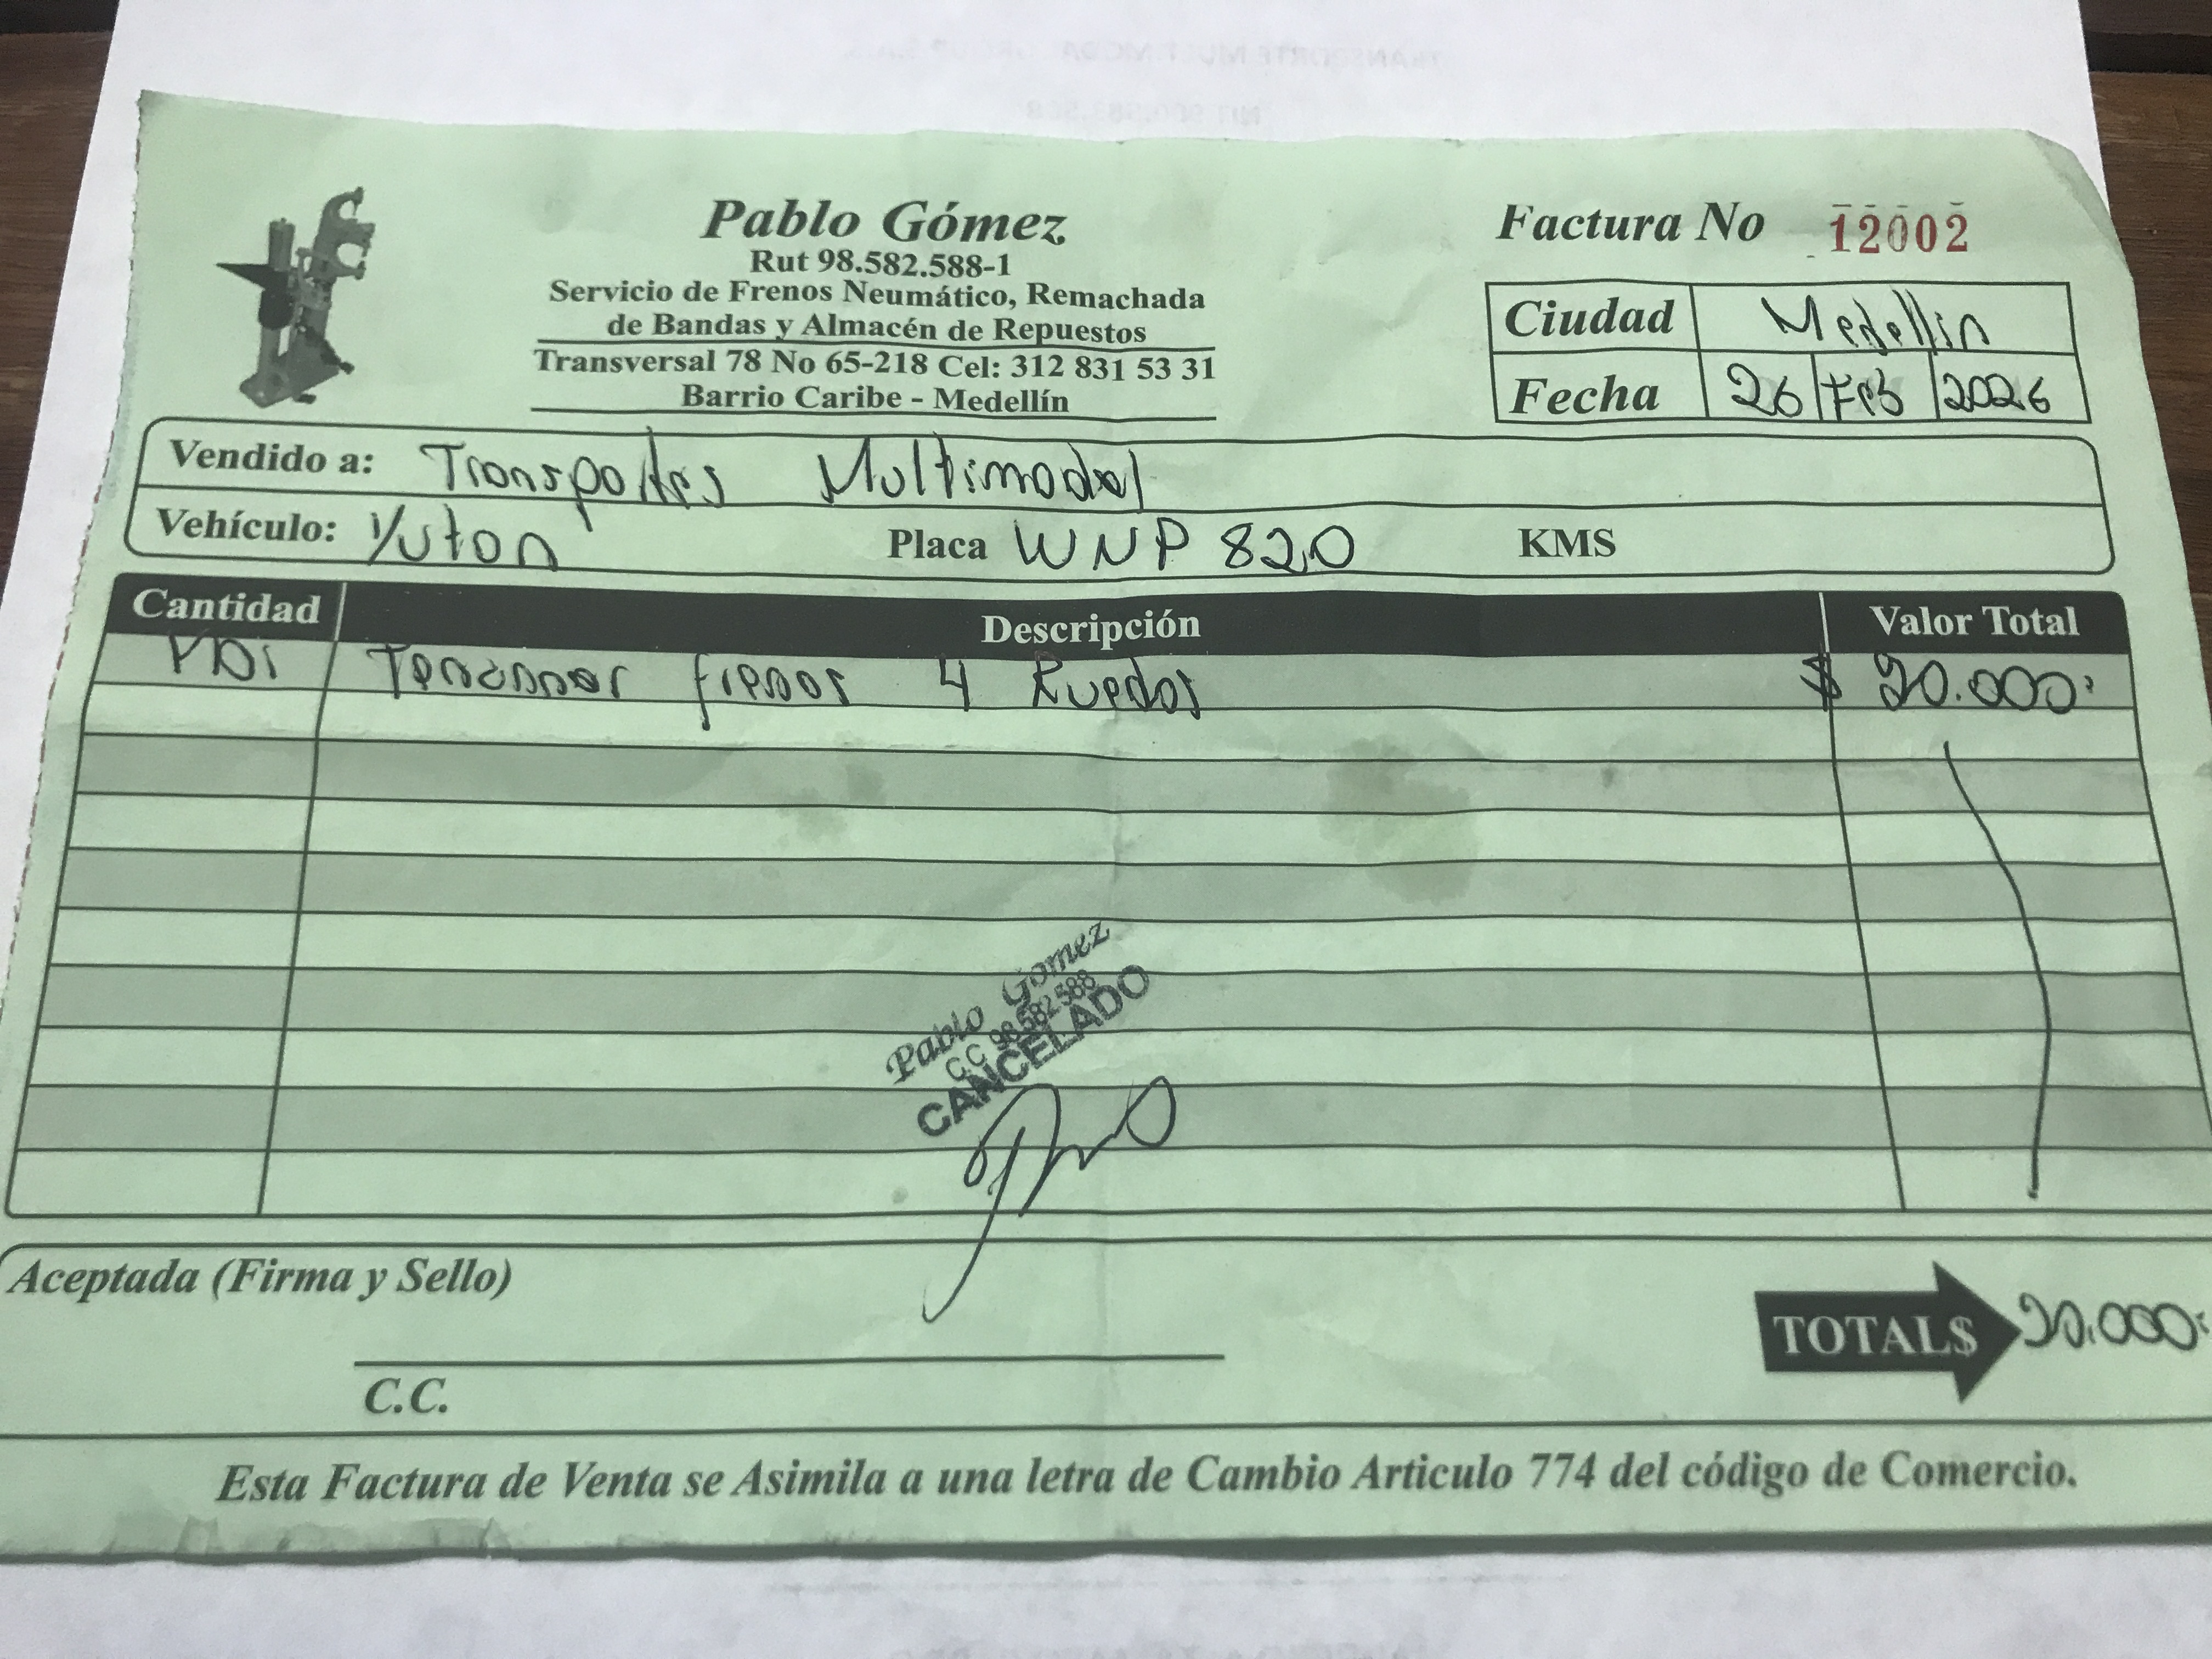 Pablo Gómez
Rut 98.582.588-1
Servicio de Frenos Neumático, Remachada
de Bandas y Almacén de Repuestos
Transversal 78 No 65-218 Cel: 312 831 53 31
Barrio Caribe - Medellín
Factura No 12002
Ciudad Medellin
Fecha 26 Feb 2026
Vendido a: Transportes Multimodal
Vehículo: Placa WNP 820 KMS
Cantidad Descripción Valor Total
frenos 4 Ruedas $ 20.000
Pablo Gómez
C.C 98.582.588
CANCELADO
Aceptada (Firma y Sello)
TOTAL$ 20.000
C.C.
Esta Factura de Venta se Asimila a una letra de Cambio Articulo 774 del código de Comercio.